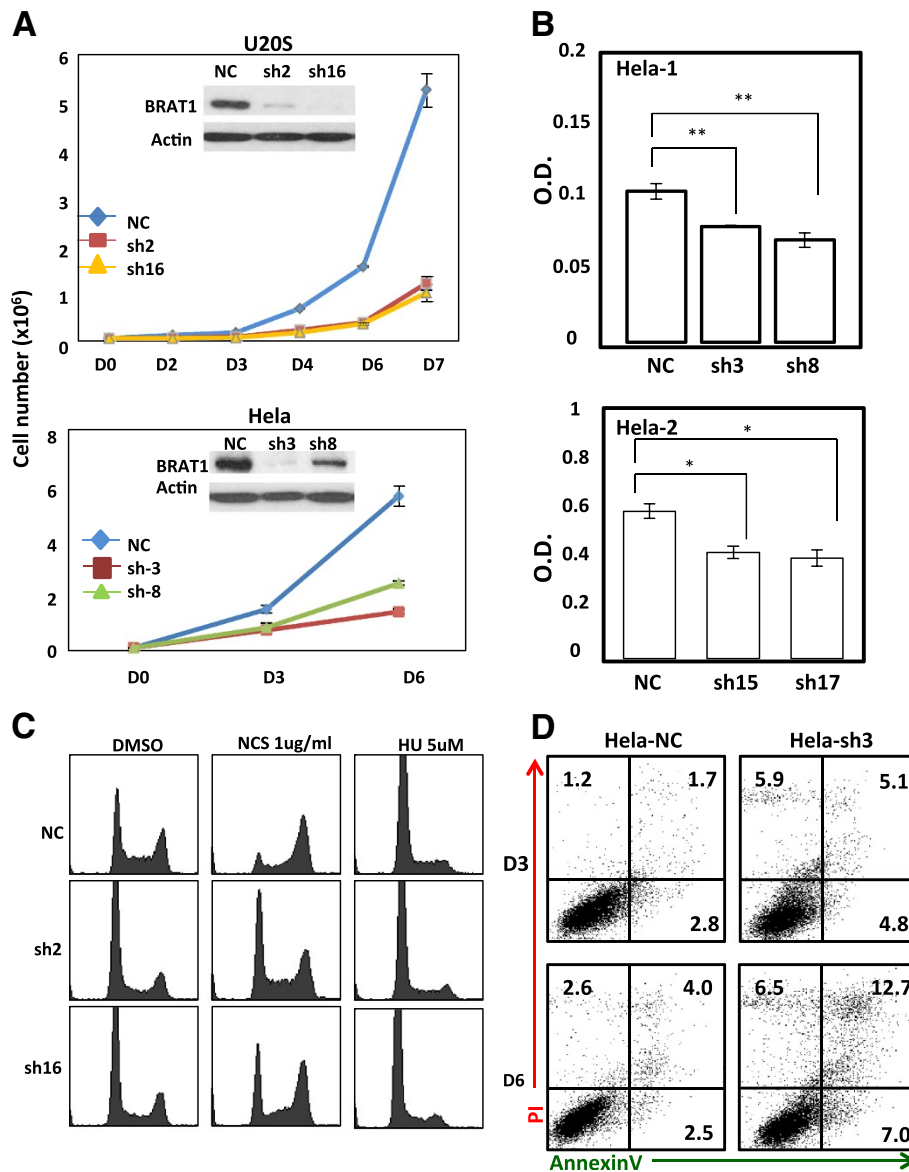 A
U20S
6
5
4
3
2
1
0
NC sh2 sh16
BRAT1
Actin
NC
sh2
sh16
D0 D2 D3 D4 D6 D7
Cell number (x10⁶)
Hela
8
6
4
2
0
NC sh3 sh8
BRAT1
Actin
NC
sh-3
sh-8
D0 D3 D6
B
Hela-1
0.2
0.15
0.1
0.05
0
O.D.
**
**
NC sh3 sh8
Hela-2
1
0.8
0.6
0.4
0.2
0
O.D.
*
*
NC sh15 sh17
C
DMSO NCS 1ug/ml HU 5uM
NC
sh2
sh16
D
Hela-NC Hela-sh3
D3
1.2 1.7 5.9 5.1
2.8 4.8
D6
2.6 4.0 6.5 12.7
2.5 7.0
PI
AnnexinV